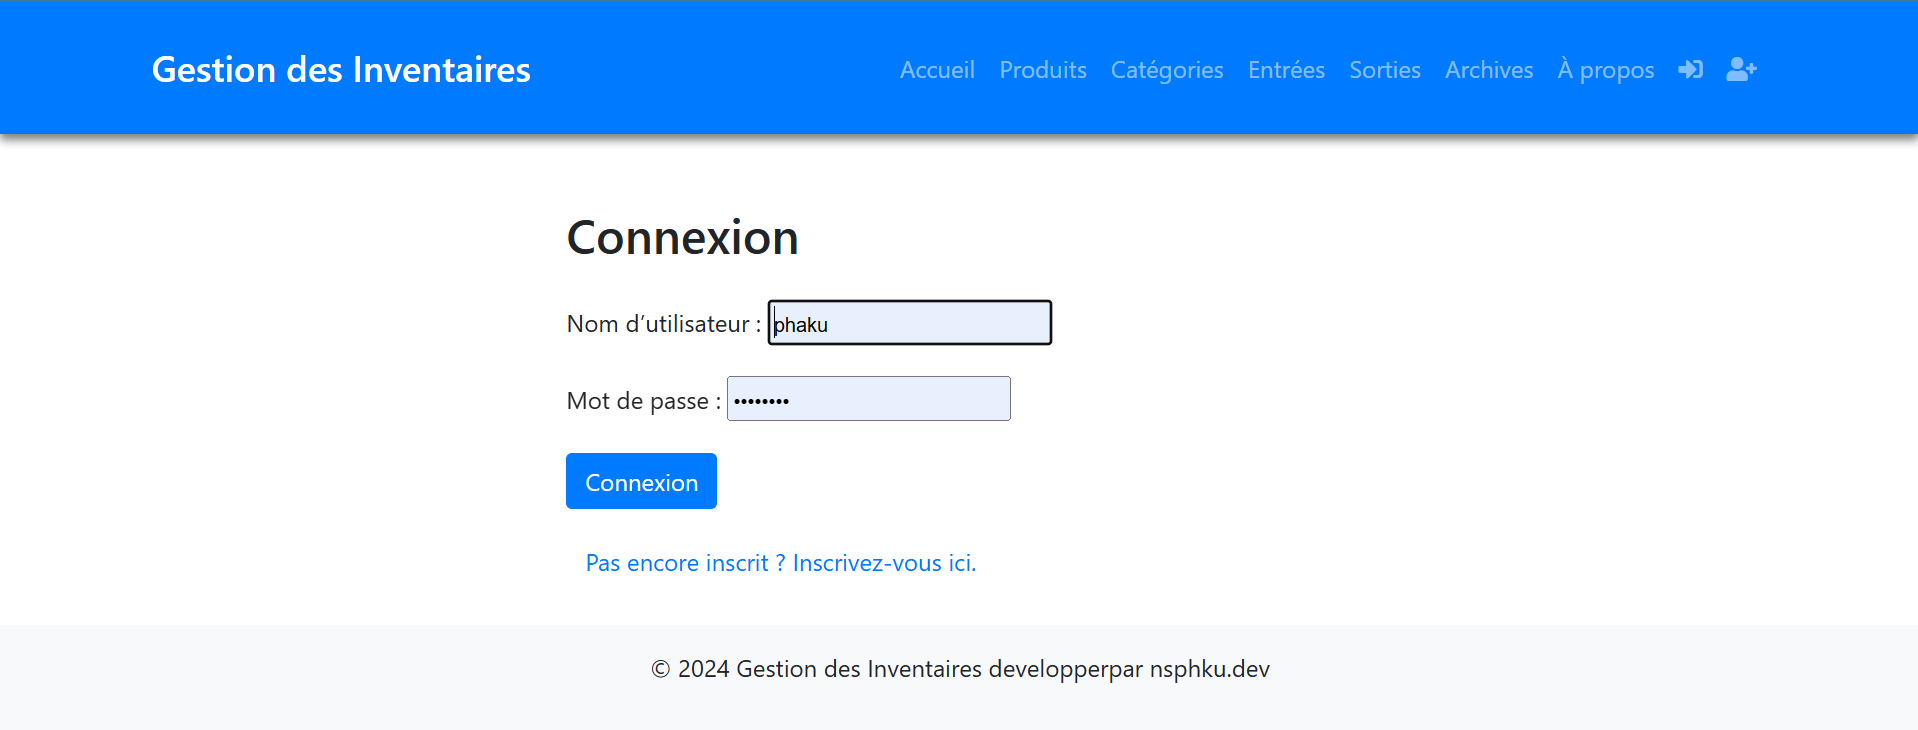 Gestion des Inventaires
Accueil Produits Catégories Entrées Sorties Archives À propos
Connexion
Nom d’utilisateur : phaku
Mot de passe : ••••••••
Connexion
Pas encore inscrit ? Inscrivez-vous ici.
© 2024 Gestion des Inventaires developperpar nsphku.dev